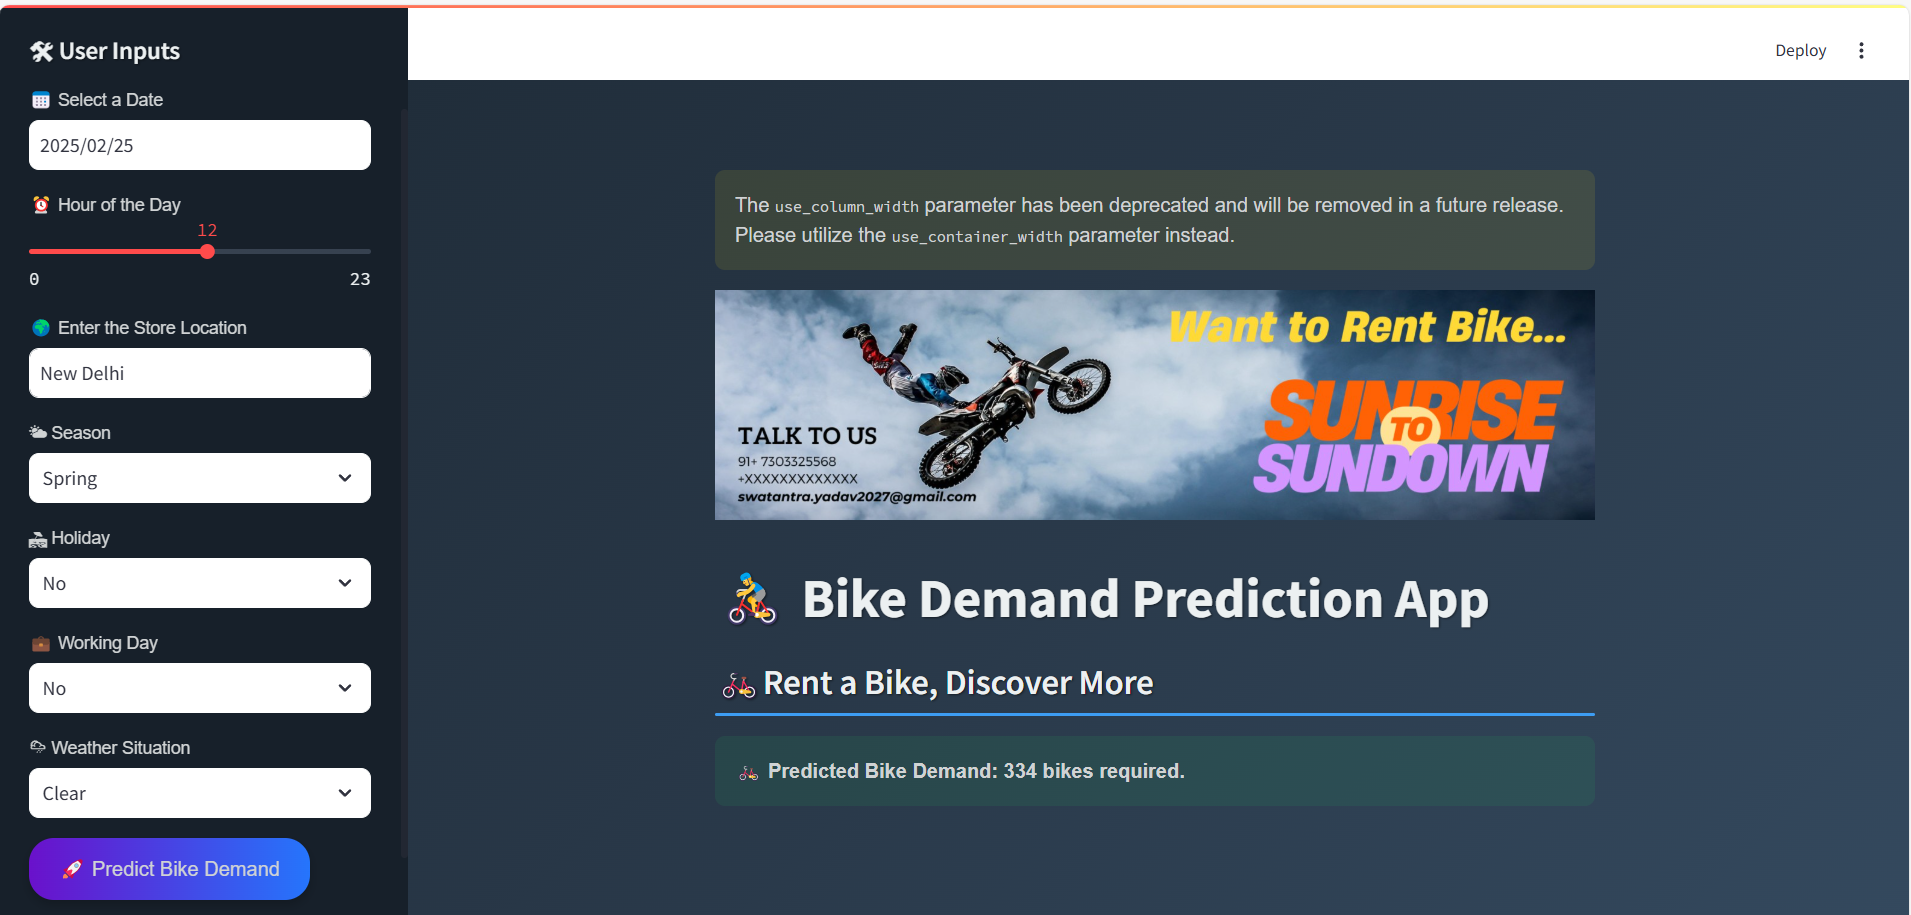 User Inputs
Select a Date
2025/02/25
Hour of the Day
12
0 23
Enter the Store Location
New Delhi
Season
Spring
Holiday
No
Working Day
No
Weather Situation
Clear
Predict Bike Demand
Deploy
The use_column_width parameter has been deprecated and will be removed in a future release.
Please utilize the use_container_width parameter instead.
Want to Rent Bike...
SUNRISE
TO
SUNDOWN
TALK TO US
91+ 7303325568
+XXXXXXXXXXXXX
swatantra.yadav2027@gmail.com
Bike Demand Prediction App
Rent a Bike, Discover More
Predicted Bike Demand: 334 bikes required.